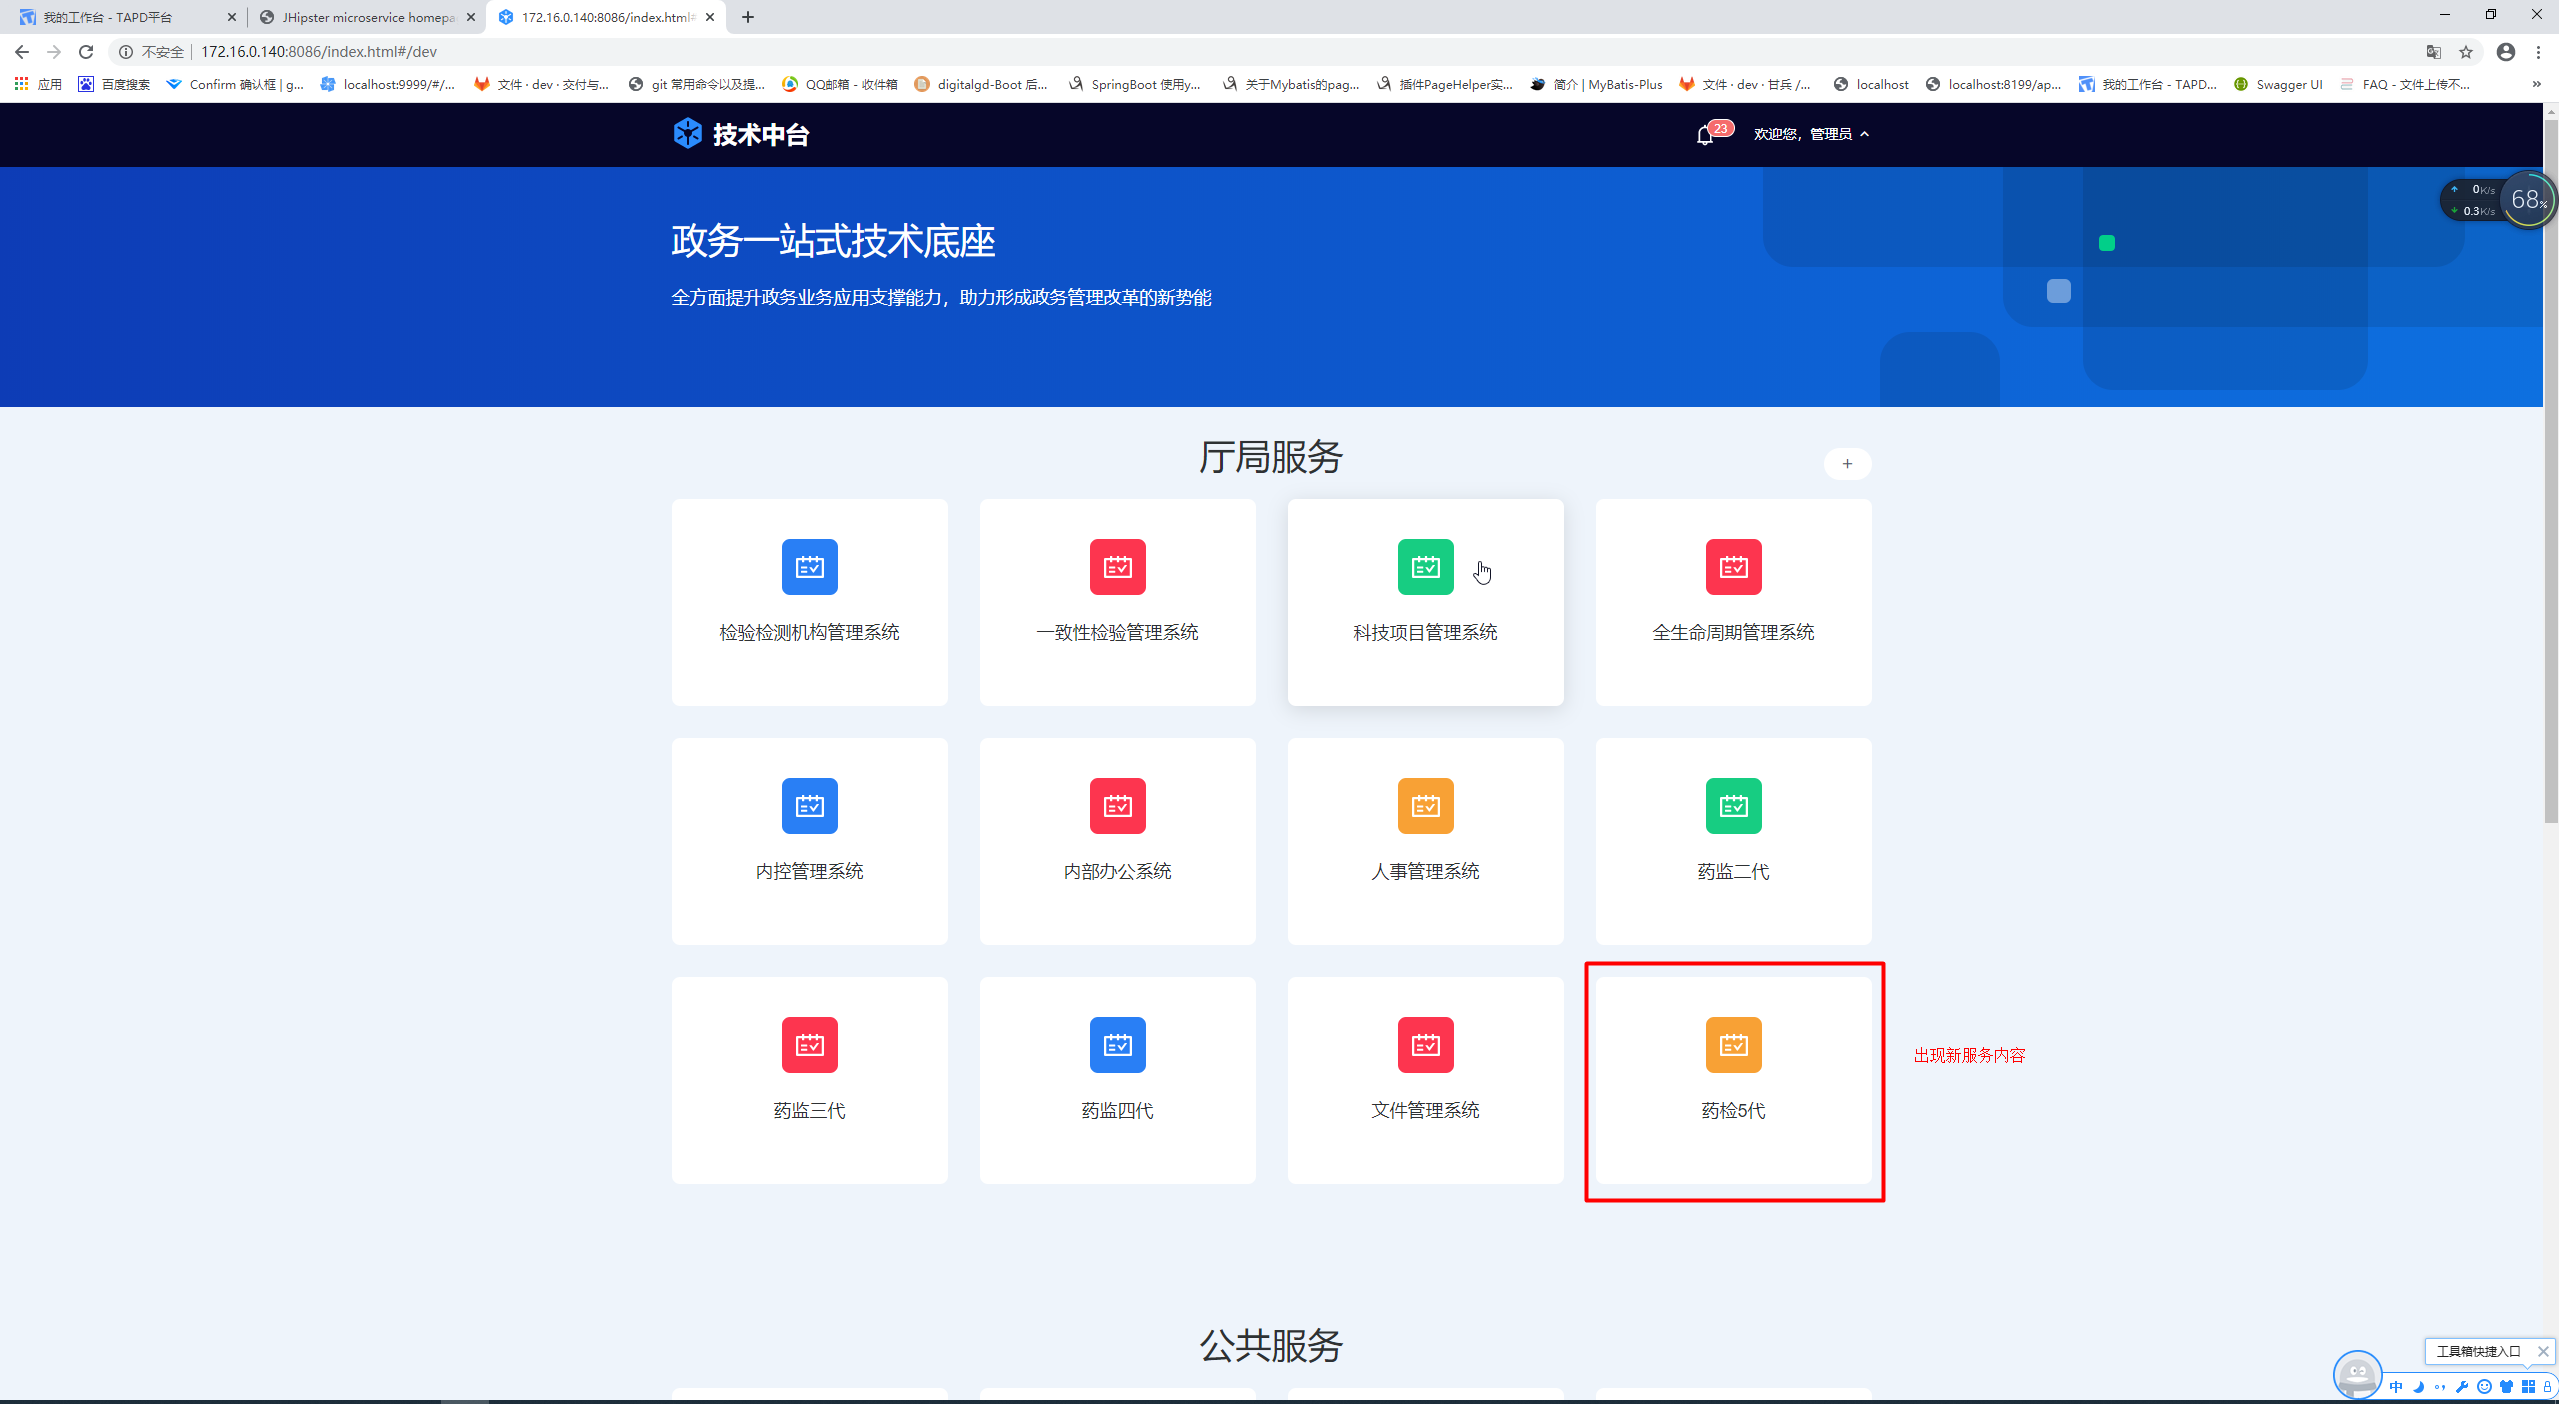 我的工作台 - TAPD平台
JHipster microservice homepa
172.16.0.140:8086/index.html#
不安全
172.16.0.140:8086/index.html#/dev
应用
百度搜索
Confirm 确认框 | g...
localhost:9999/#/...
文件 · dev · 交付与...
git 常用命令以及提...
QQ邮箱 - 收件箱
digitalgd-Boot 后...
SpringBoot 使用y...
关于Mybatis的pag...
插件PageHelper实...
简介 | MyBatis-Plus
文件 · dev · 甘兵 /...
localhost
localhost:8199/ap...
我的工作台 - TAPD...
Swagger UI
FAQ - 文件上传不...
»
技术中台
23
欢迎您，管理员
0K/s
0.3K/s
68%
政务一站式技术底座
全方面提升政务业务应用支撑能力，助力形成政务管理改革的新势能
厅局服务
+
检验检测机构管理系统
一致性检验管理系统
科技项目管理系统
全生命周期管理系统
内控管理系统
内部办公系统
人事管理系统
药监二代
药监三代
药监四代
文件管理系统
药检5代
出现新服务内容
公共服务
工具箱快捷入口
中